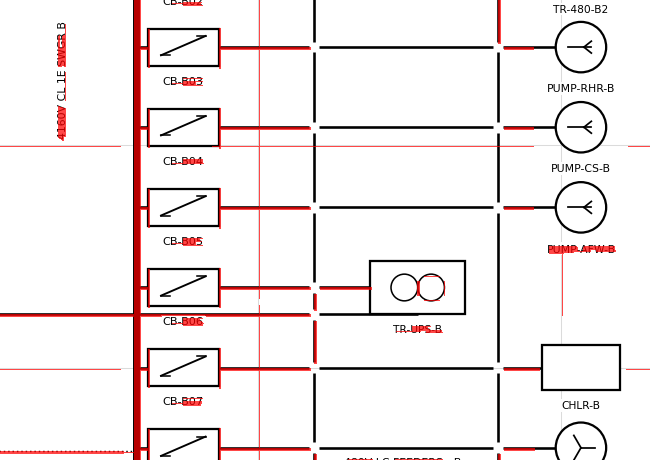 CB-B02
TR-480-B2
4160V CL 1E SWGR B
CB-B03
PUMP-RHR-B
CB-B04
PUMP-CS-B
CB-B05
PUMP-AFW-B
CB-B06
TR-UPS-B
CB-B07
CHLR-B